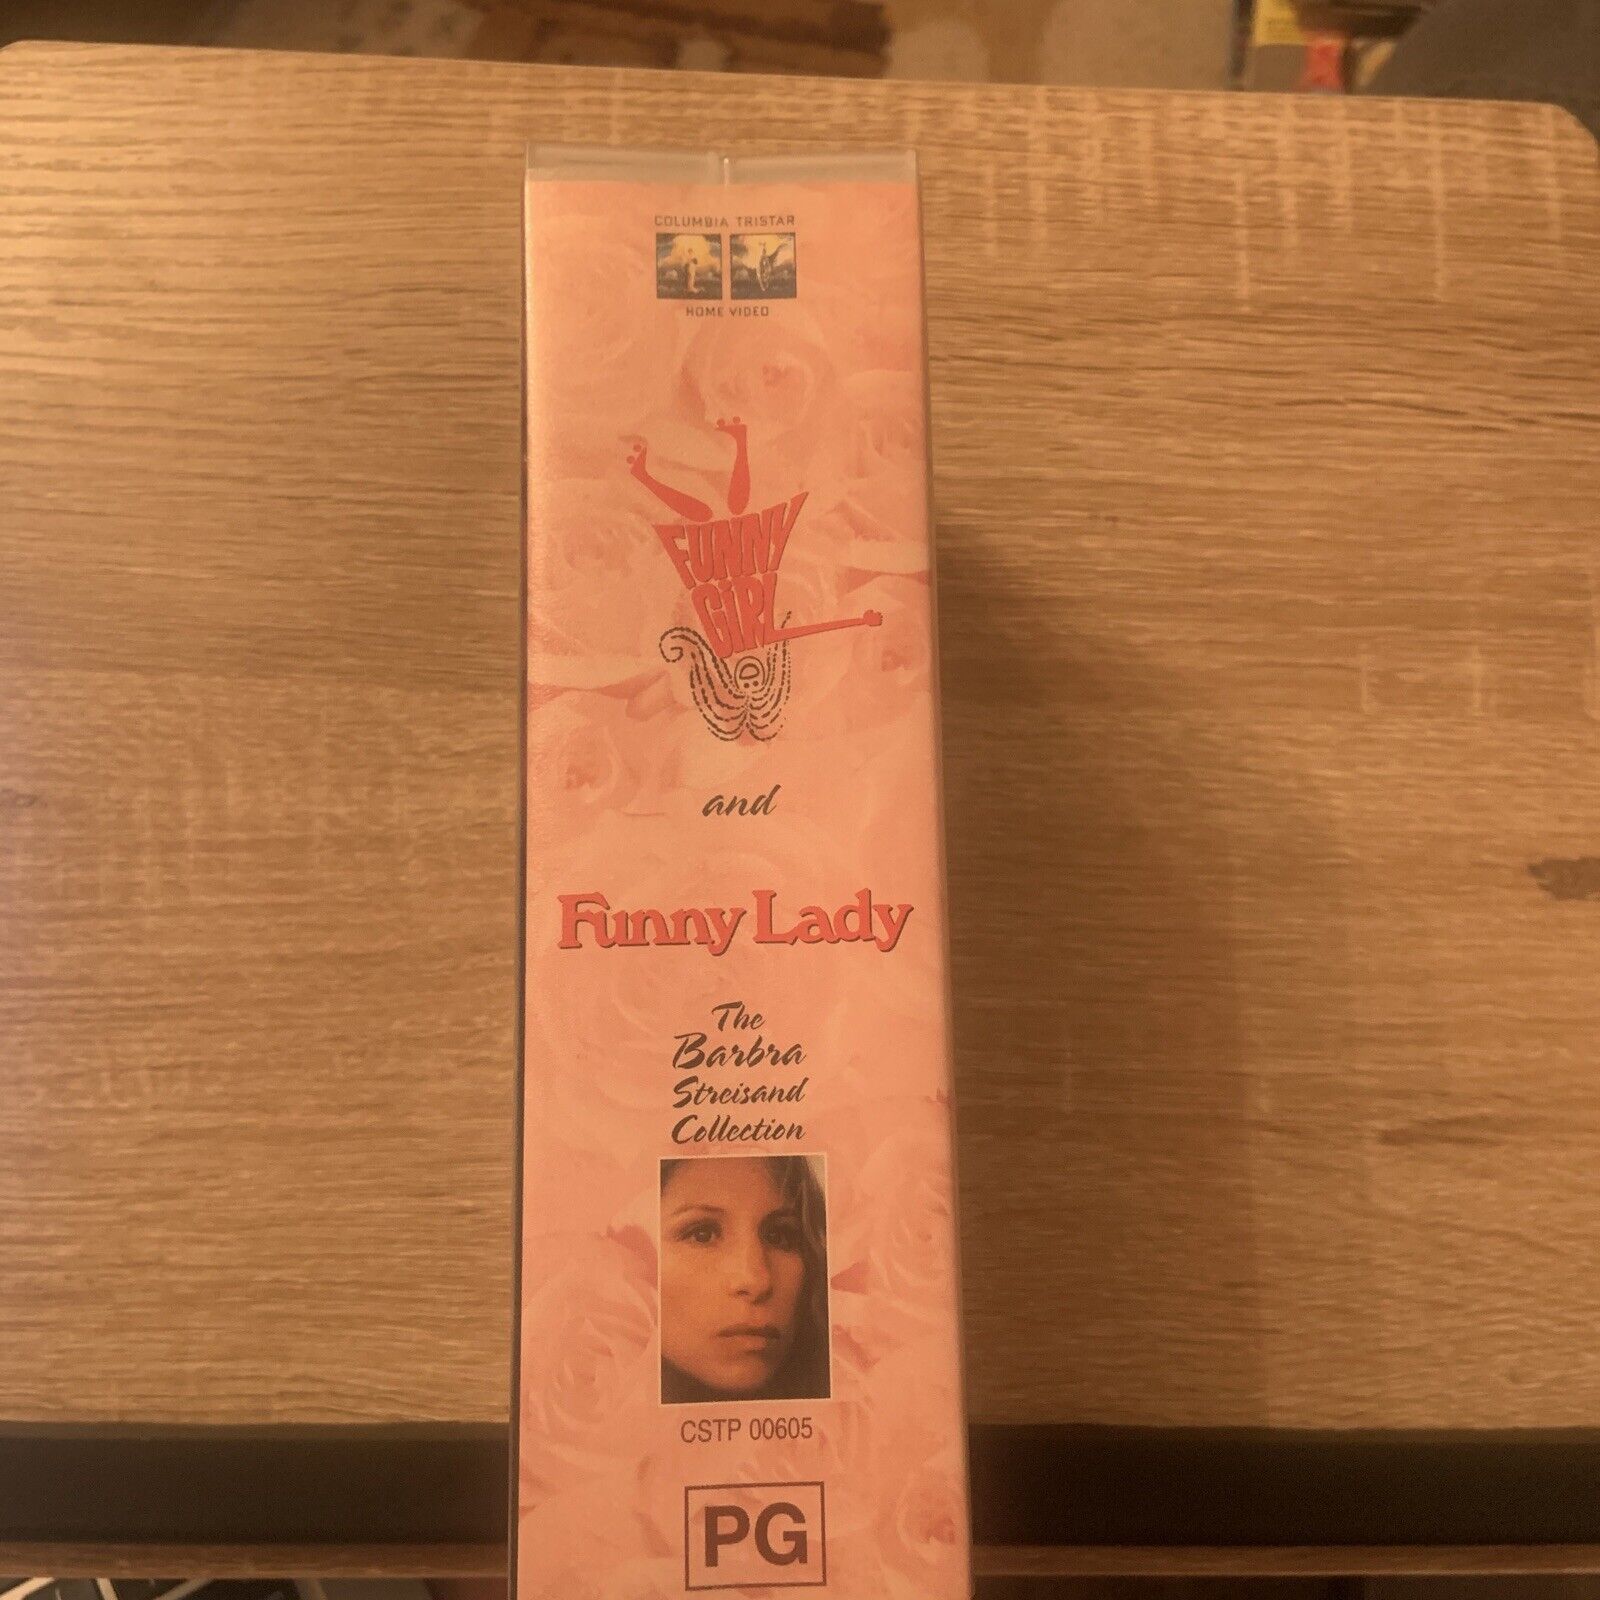 COLUMBIA TRISTAR
HOME VIDEO
FUNNY
GiRL
and
Funny Lady
The
Barbra
Streisand
Collection
CSTP 00605
PG